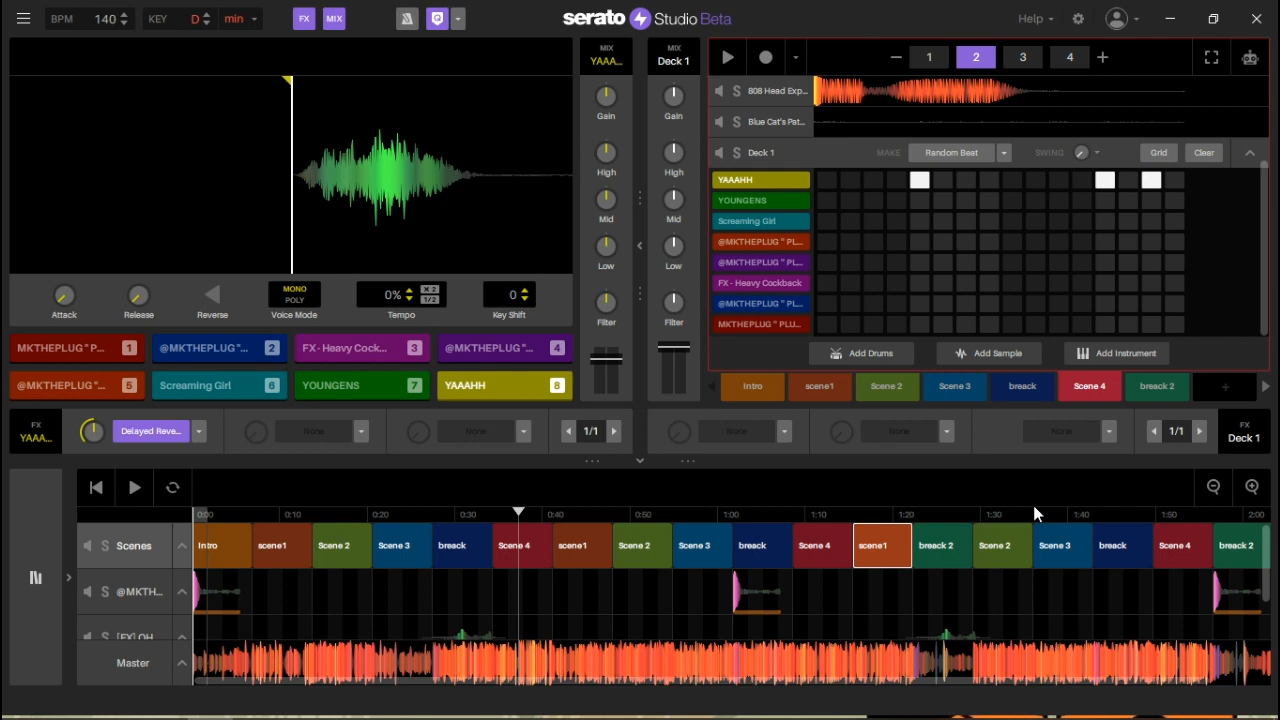 BPM 140 KEY D min FX MIX serato Studio Beta Help
MIX YAAA... MIX Deck 1 1 2 3 4
808 Head Exp...
Blue Cat's Pat...
Deck 1 MAKE Random Beat SWING Grid Clear
Gain Gain
High High
Mid Mid
Low Low
Filter Filter
YAAAHH
YOUNGENS
Screaming Girl
@MKTHEPLUG " PL...
@MKTHEPLUG " PL...
FX - Heavy Cockback
@MKTHEPLUG " PL...
MKTHEPLUG " PLU...
MONO POLY 0% X 2 1/2 0
Attack Release Reverse Voice Mode Tempo Key Shift
MKTHEPLUG " P... 1 @MKTHEPLUG "... 2 FX - Heavy Cock... 3 @MKTHEPLUG "... 4
Add Drums Add Sample Add Instrument
@MKTHEPLUG "... 5 Screaming Girl 6 YOUNGENS 7 YAAAHH 8
Intro scene1 Scene 2 Scene 3 breack Scene 4 breack 2 +
FX YAAA... Delayed Reve... None None 1/1 None None None 1/1 FX Deck 1
0:00 0:10 0:20 0:30 0:40 0:50 1:00 1:10 1:20 1:30 1:40 1:50 2:00
S Scenes Intro scene1 Scene 2 Scene 3 breack Scene 4 scene1 Scene 2 Scene 3 breack Scene 4 scene1 breack 2 Scene 2 Scene 3 breack Scene 4 breack 2
S @MKTH...
S [FX] OH
Master